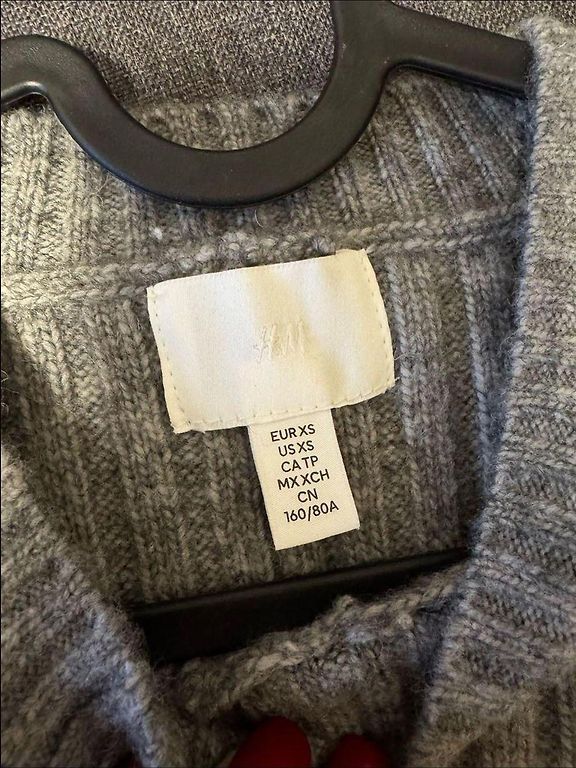 H&M
EUR XS
US XS
CA TP
MX XCH
CN
160/80A